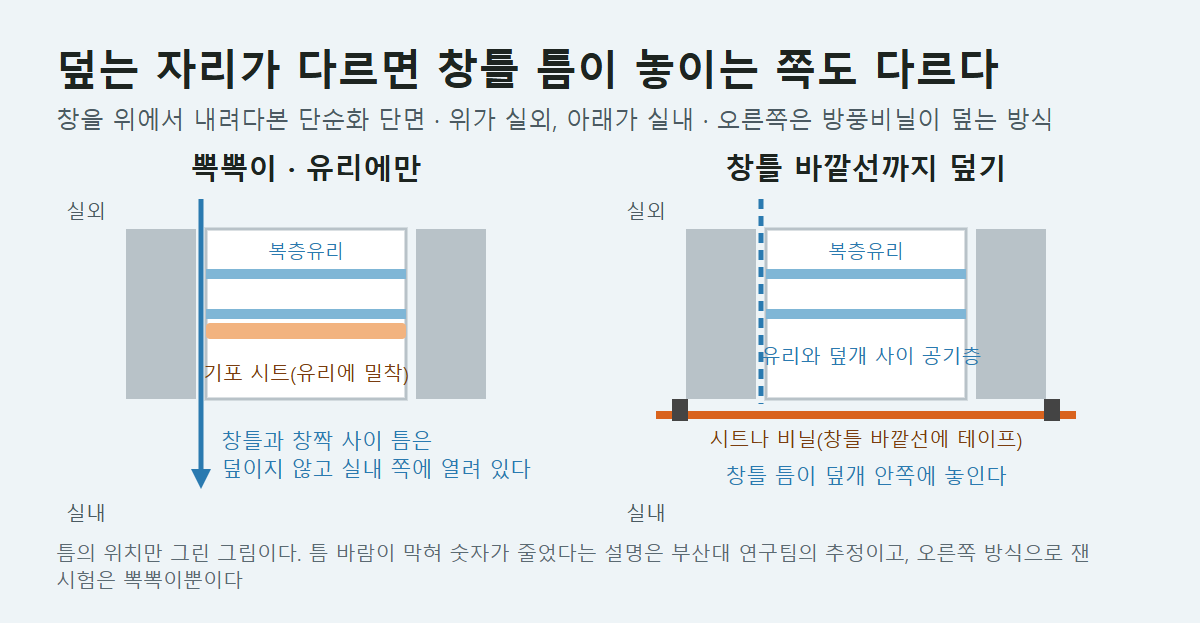 덮는 자리가 다르면 창틀 틈이 놓이는 쪽도 다르다
창을 위에서 내려다본 단순화 단면 · 위가 실외, 아래가 실내 · 오른쪽은 방풍비닐이 덮는 방식
뽁뽁이 · 유리에만
실외
복층유리
기포 시트(유리에 밀착)
창틀과 창짝 사이 틈은
덮이지 않고 실내 쪽에 열려 있다
실내
창틀 바깥선까지 덮기
실외
복층유리
유리와 덮개 사이 공기층
시트나 비닐(창틀 바깥선에 테이프)
창틀 틈이 덮개 안쪽에 놓인다
실내
틈의 위치만 그린 그림이다. 틈 바람이 막혀 숫자가 줄었다는 설명은 부산대 연구팀의 추정이고, 오른쪽 방식으로 잰
시험은 뽁뽁이뿐이다